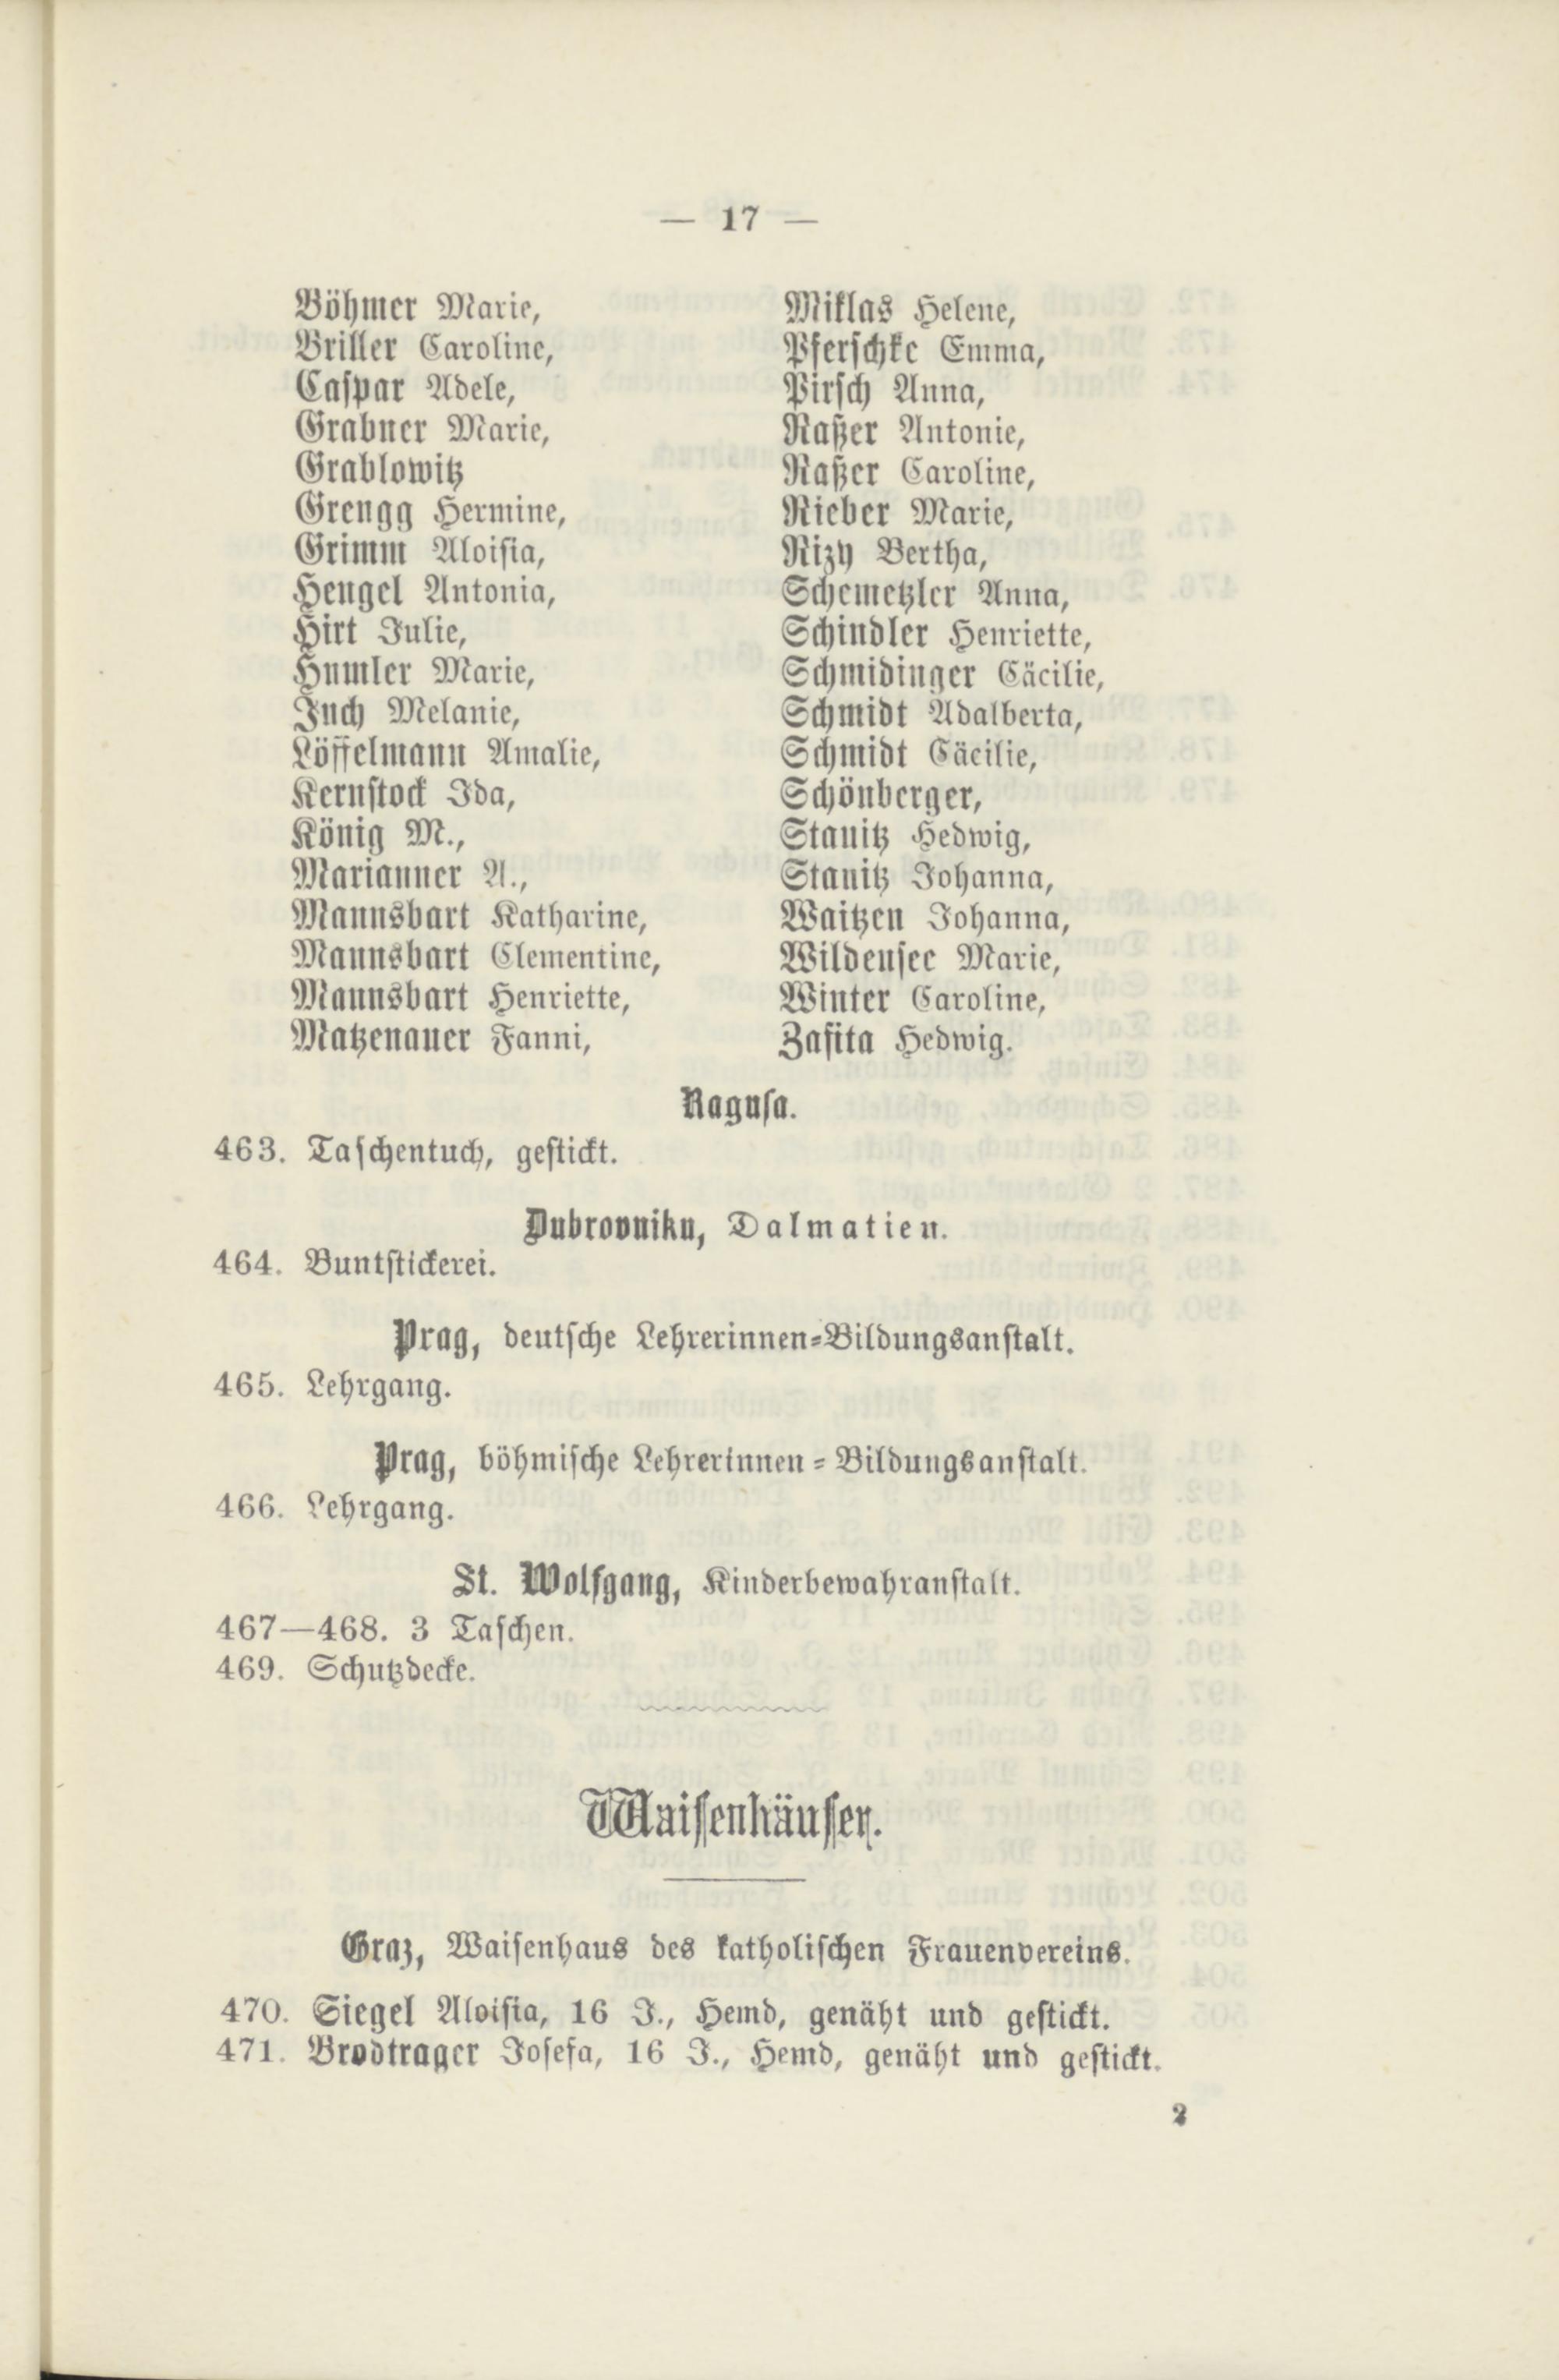 — 17 —
Böhmer Marie,
Briller Caroline,
Caspar Adele,
Grabner Marie,
Grablowitz
Grengg Hermine,
Grimm Aloisia,
Hengel Antonia,
Hirt Julie,
Humler Marie,
Juch Melanie,
Löffelmann Amalie,
Kernstock Ida,
König M.,
Marianner A.,
Mannsbart Katharine,
Mannsbart Clementine,
Mannsbart Henriette,
Matzenauer Fanni,
Miklas Helene,
Pferschke Emma,
Pirsch Anna,
Raßer Antonie,
Raßer Caroline,
Rieber Marie,
Rizy Bertha,
Schemetzler Anna,
Schindler Henriette,
Schmidinger Cäcilie,
Schmidt Adalberta,
Schmidt Cäcilie,
Schönberger,
Stanitz Hedwig,
Stanitz Johanna,
Waitzen Johanna,
Wildensee Marie,
Winter Caroline,
Zasita Hedwig.
Ragusa.
463. Taschentuch, gestickt.
Dubrovniku, Dalmatien.
464. Buntstickerei.
Prag, deutsche Lehrerinnen-Bildungsanstalt.
465. Lehrgang.
Prag, böhmische Lehrerinnen-Bildungsanstalt.
466. Lehrgang.
St. Wolfgang, Kinderbewahranstalt.
467—468. 3 Taschen.
469. Schutzdecke.
Waisenhäuser.
Graz, Waisenhaus des katholischen Frauenvereins.
470. Siegel Aloisia, 16 J., Hemd, genäht und gestickt.
471. Brodtrager Josefa, 16 J., Hemd, genäht und gestickt.
2